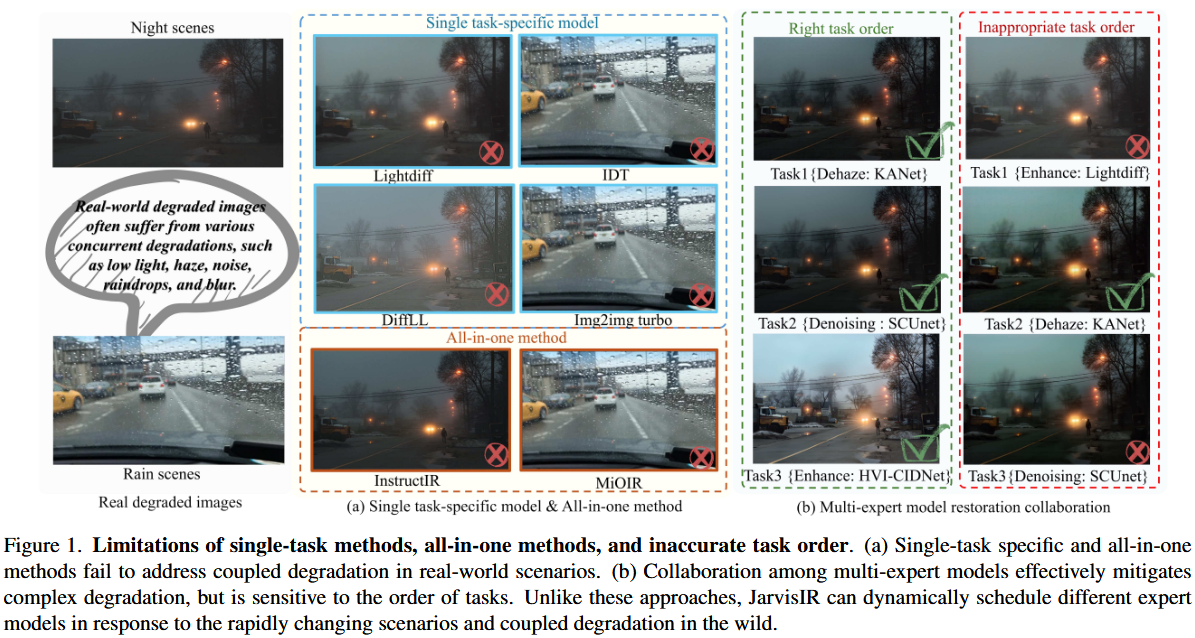 Night scenes
Real-world degraded images
often suffer from various
concurrent degradations, such
as low light, haze, noise,
raindrops, and blur.
Rain scenes
Real degraded images
Single task-specific model
Lightdiff
IDT
DiffLL
Img2img turbo
All-in-one method
InstructIR
MiOIR
(a) Single task-specific model & All-in-one method
Right task order
Task1{Dehaze: KANet}
Task2 {Denoising : SCUnet}
Task3 {Enhance: HVI-CIDNet}
Inappropriate task order
Task1 {Enhance: Lightdiff}
Task2 {Dehaze: KANet}
Task3{Denoising: SCUnet}
(b) Multi-expert model restoration collaboration
Figure 1. Limitations of single-task methods, all-in-one methods, and inaccurate task order. (a) Single-task specific and all-in-one
methods fail to address coupled degradation in real-world scenarios. (b) Collaboration among multi-expert models effectively mitigates
complex degradation, but is sensitive to the order of tasks. Unlike these approaches, JarvisIR can dynamically schedule different expert
models in response to the rapidly changing scenarios and coupled degradation in the wild.